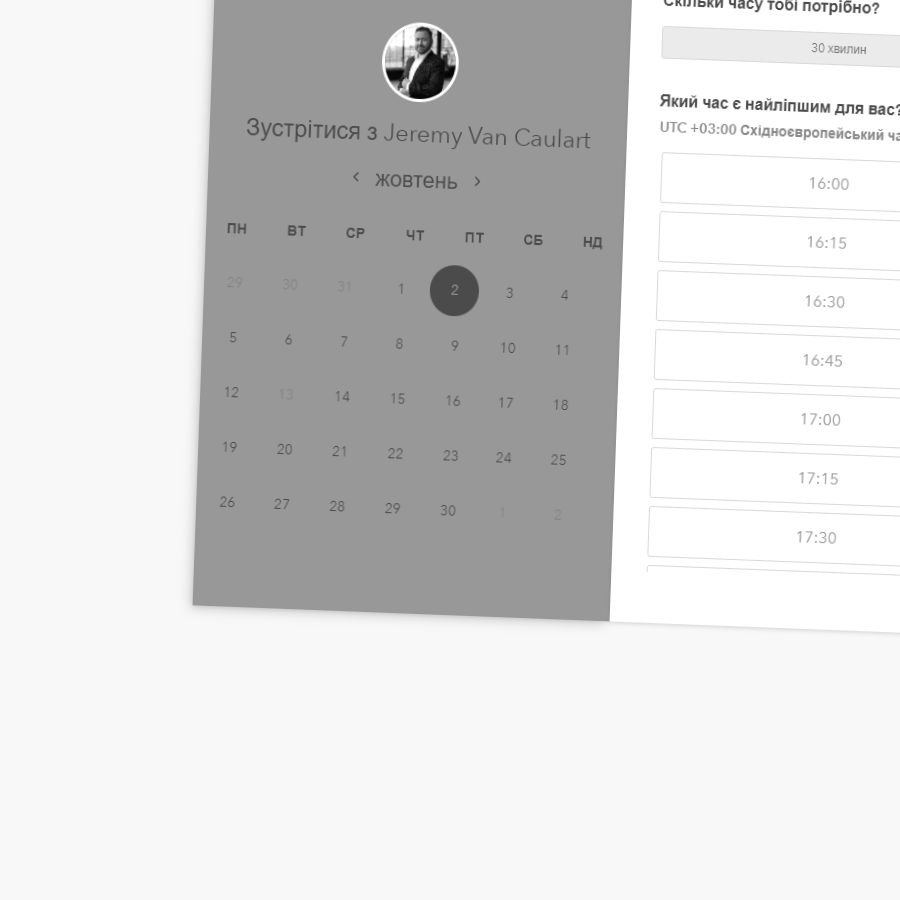 Зустрітися з Jeremy Van Caulart
жовтень
ПН ВТ СР ЧТ ПТ СБ НД
29 30 31 1 2 3 4
5 6 7 8 9 10 11
12 13 14 15 16 17 18
19 20 21 22 23 24 25
26 27 28 29 30 1 2
Скільки часу тобі потрібно?
30 хвилин
Який час є найліпшим для вас?
UTC +03:00 Східноєвропейський
16:00
16:15
16:30
16:45
17:00
17:15
17:30